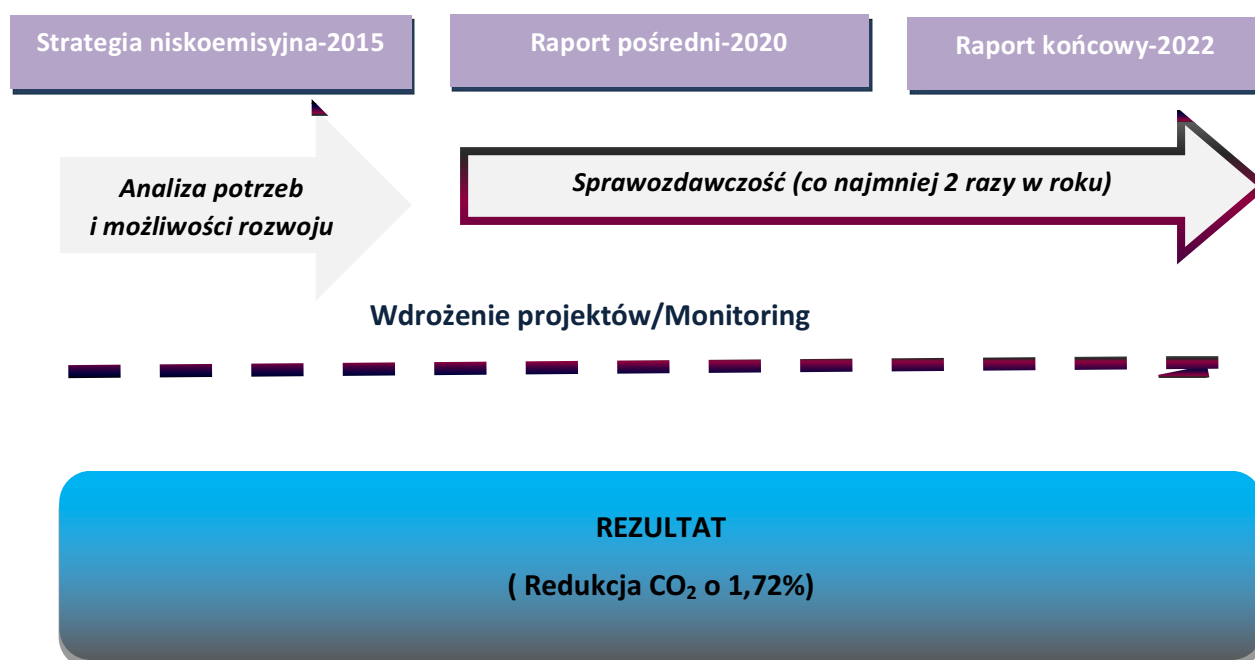 Strategia niskoemisyjna-2015
Raport pośredni-2020
Raport końcowy-2022
Analiza potrzeb
i możliwości rozwoju
Sprawozdawczość (co najmniej 2 razy w roku)
Wdrożenie projektów/Monitoring
REZULTAT
( Redukcja CO₂ o 1,72%)